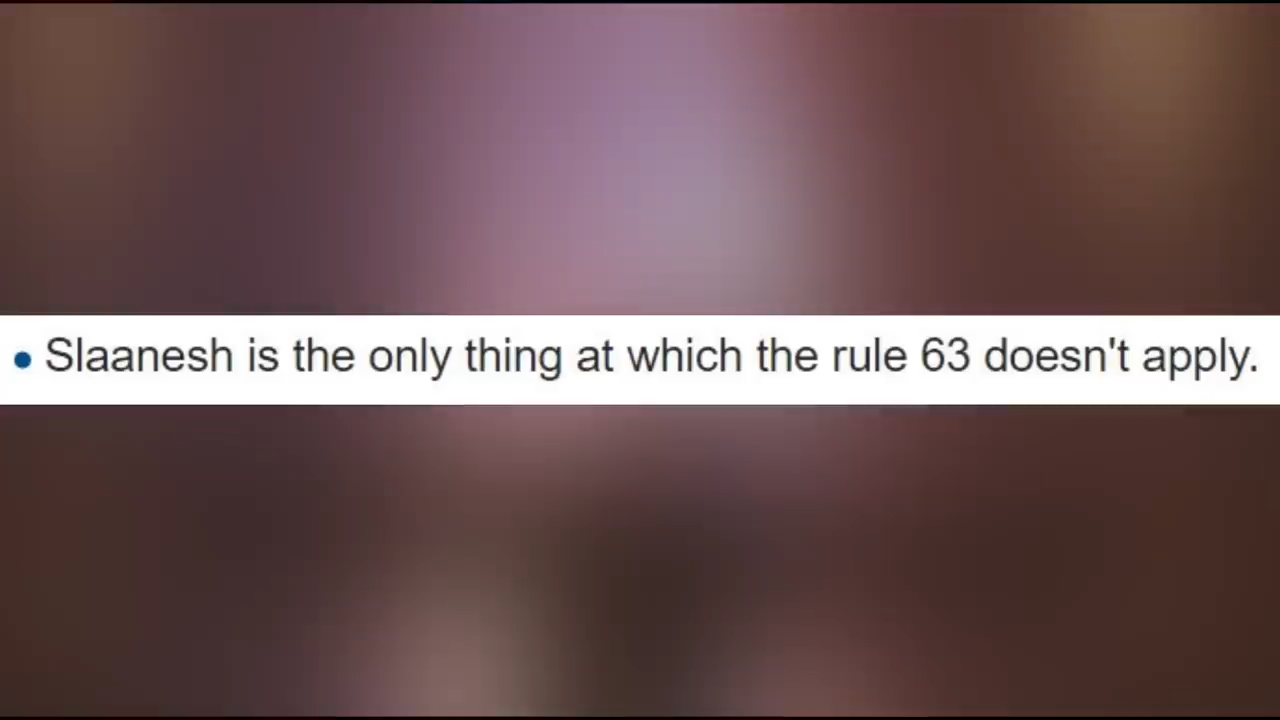 • Slaanesh is the only thing at which the rule 63 doesn't apply.